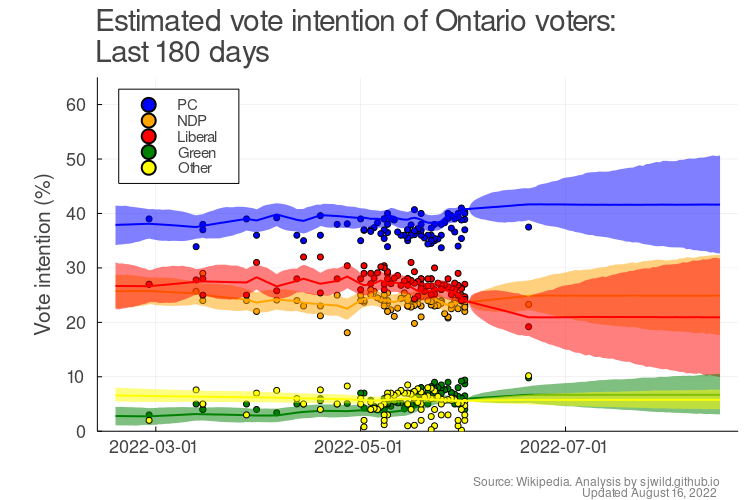 Estimated vote intention of Ontario voters:
Last 180 days
PC
NDP
Liberal
Green
Other
Vote intention (%)
60
50
40
30
20
10
0
2022-03-01
2022-05-01
2022-07-01
Source: Wikipedia. Analysis by sjwild.github.io
Updated August 16, 2022